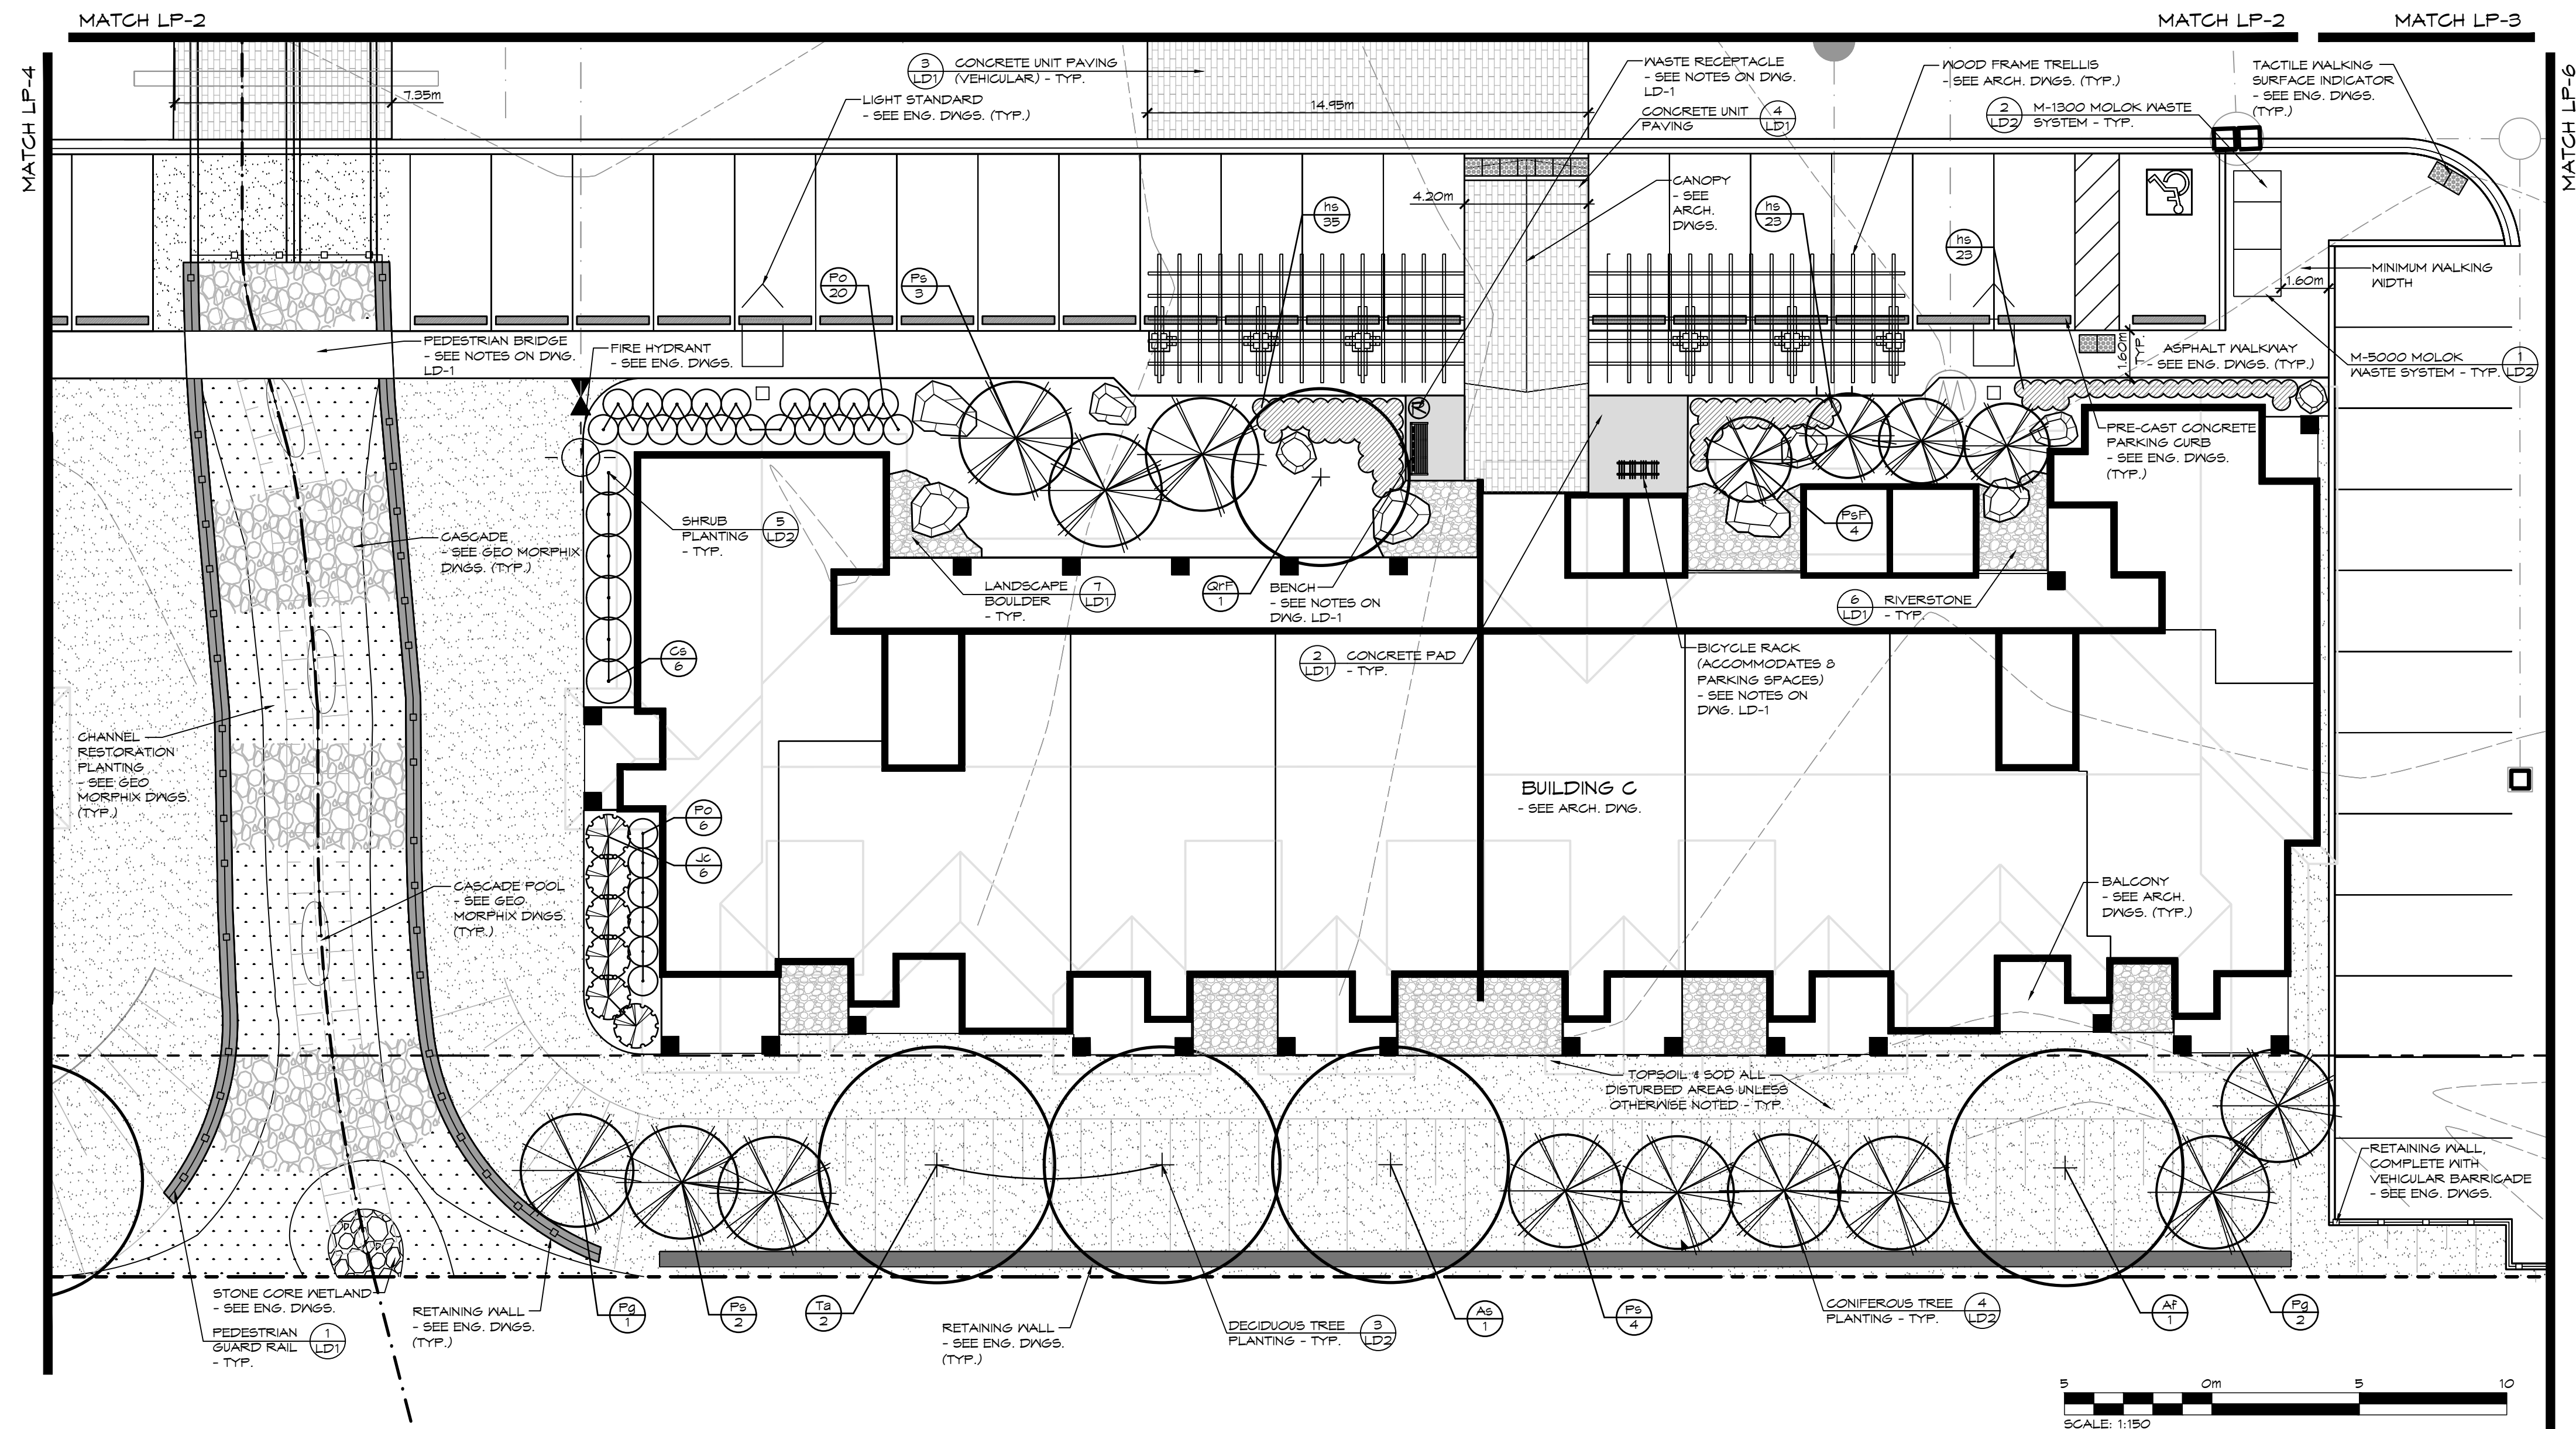 MATCH LP-2
MATCH LP-2
MATCH LP-3
MATCH LP-4
MATCH LP-6
7.35m
3
LD1
CONCRETE UNIT PAVING
(VEHICULAR) - TYP.
LIGHT STANDARD
- SEE ENG. DWGS. (TYP.)
14.95m
WASTE RECEPTACLE
- SEE NOTES ON DWG.
LD-1
CONCRETE UNIT
PAVING
4
LD1
WOOD FRAME TRELLIS
- SEE ARCH. DWGS. (TYP.)
2
LD2
M-1300 MOLOK WASTE
SYSTEM - TYP.
TACTILE WALKING
SURFACE INDICATOR
- SEE ENG. DWGS.
(TYP.)
CANOPY
- SEE
ARCH.
DWGS.
4.20m
hs
35
hs
23
hs
23
Po
20
Ps
3
MINIMUM WALKING
WIDTH
1.60m
1.60m
TYP.
ASPHALT WALKWAY
- SEE ENG. DWGS. (TYP.)
M-5000 MOLOK
WASTE SYSTEM - TYP.
1
LD2
PEDESTRIAN BRIDGE
- SEE NOTES ON DWG.
LD-1
FIRE HYDRANT
- SEE ENG. DWGS.
PRE-CAST CONCRETE
PARKING CURB
- SEE ENG. DWGS.
(TYP.)
CASCADE
- SEE GEO MORPHIX
DWGS. (TYP.)
SHRUB
PLANTING
- TYP.
5
LD2
PsF
4
LANDSCAPE
BOULDER
- TYP.
7
LD1
QrF
1
BENCH
- SEE NOTES ON
DWG. LD-1
6
LD1
RIVERSTONE
- TYP.
Cs
6
2
LD1
CONCRETE PAD
- TYP.
BICYCLE RACK
(ACCOMMODATES 8
PARKING SPACES)
- SEE NOTES ON
DWG. LD-1
CHANNEL
RESTORATION
PLANTING
- SEE GEO
MORPHIX DWGS.
(TYP.)
BUILDING C
- SEE ARCH. DWG.
Po
6
Jc
6
CASCADE POOL
- SEE GEO
MORPHIX DWGS.
(TYP.)
BALCONY
- SEE ARCH.
DWGS. (TYP.)
TOPSOIL & SOD ALL
DISTURBED AREAS UNLESS
OTHERWISE NOTED - TYP.
RETAINING WALL,
COMPLETE WITH
VEHICULAR BARRICADE
- SEE ENG. DWGS.
STONE CORE WETLAND
- SEE ENG. DWGS.
PEDESTRIAN
GUARD RAIL
- TYP.
1
LD1
RETAINING WALL
- SEE ENG. DWGS.
(TYP.)
Pg
1
Ps
2
Ta
2
RETAINING WALL
- SEE ENG. DWGS.
(TYP.)
DECIDUOUS TREE
PLANTING - TYP.
3
LD2
As
1
Ps
4
CONIFEROUS TREE
PLANTING - TYP.
4
LD2
Af
1
Pg
2
5
0m
5
10
SCALE: 1:150